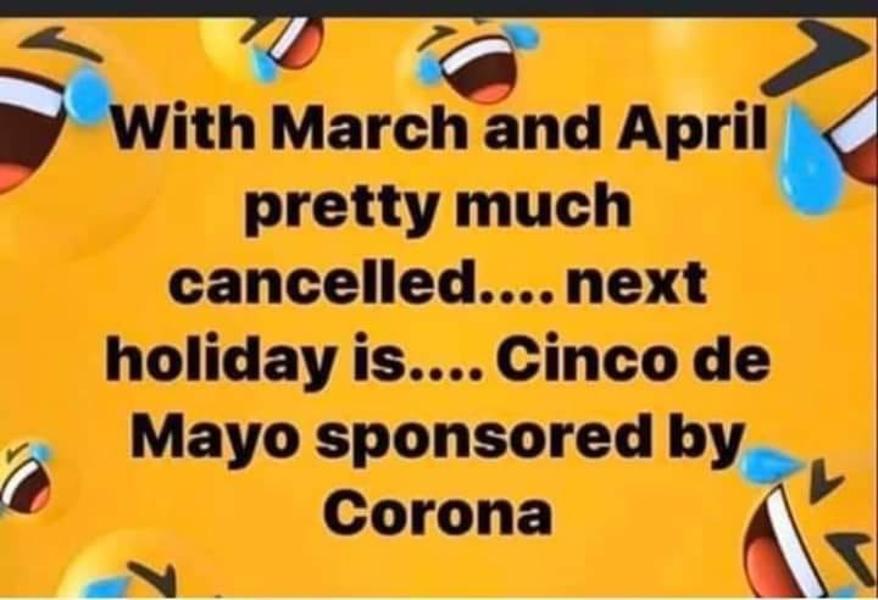 With March and April
pretty much
cancelled.... next
holiday is.... Cinco de
Mayo sponsored by
Corona